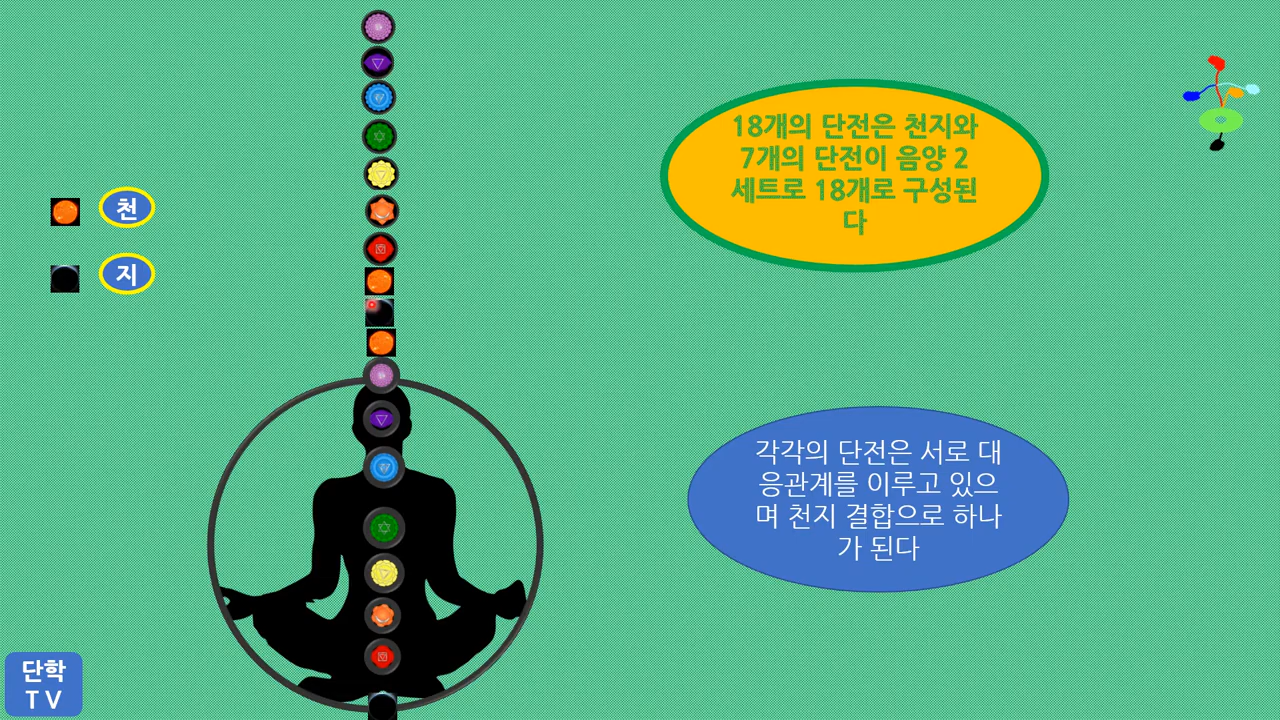 18개의 단전은 천지와
7개의 단전이 음양 2
세트로 18개로 구성된
다
천
지
각각의 단전은 서로 대
응관계를 이루고 있으
며 천지 결합으로 하나
가 된다
단학
T V